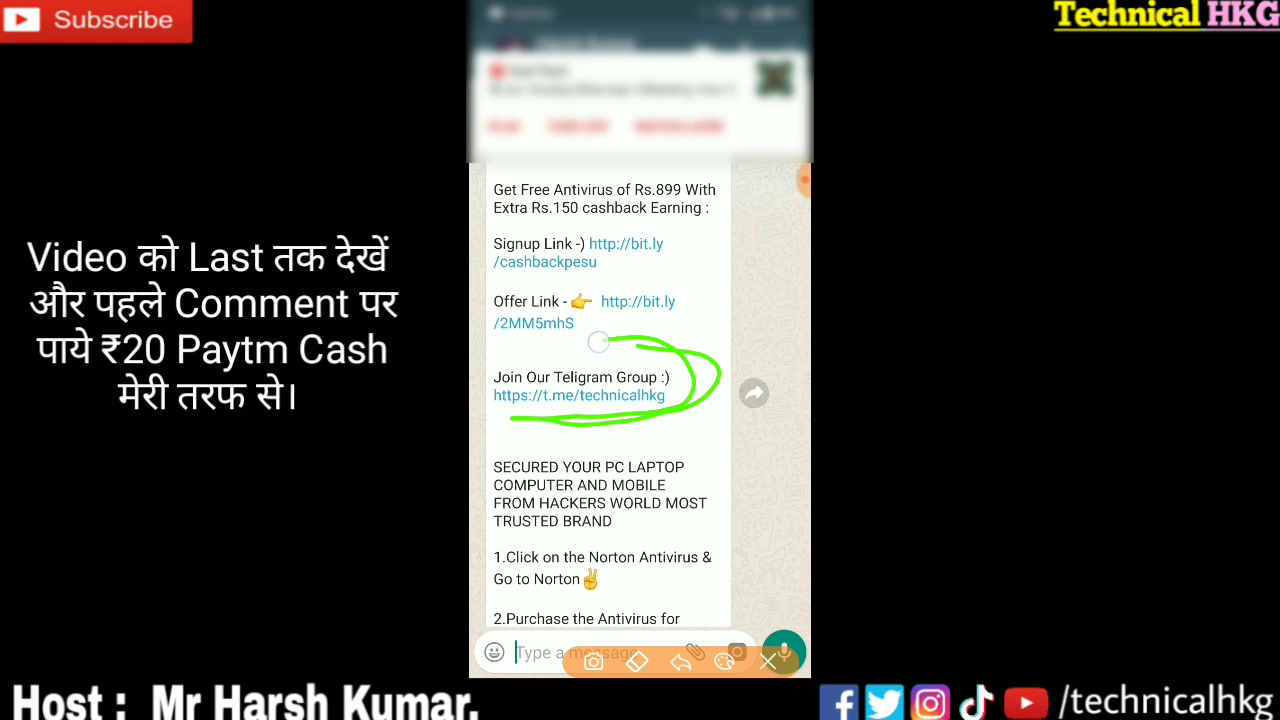 Subscribe
Technical HKG
Get Free Antivirus of Rs.899 With
Extra Rs.150 cashback Earning :
Signup Link -) http://bit.ly
/cashbackpesu
Offer Link - 👉 http://bit.ly
/2MM5mhS
Join Our Teligram Group :)
https://t.me/technicalhkg
SECURED YOUR PC LAPTOP
COMPUTER AND MOBILE
FROM HACKERS WORLD MOST
TRUSTED BRAND
1.Click on the Norton Antivirus &
Go to Norton✌
2.Purchase the Antivirus for
Type a message
Video को Last तक देखें
और पहले Comment पर
पाये ₹20 Paytm Cash
मेरी तरफ से।
Host : Mr Harsh Kumar.
/technicalhkg